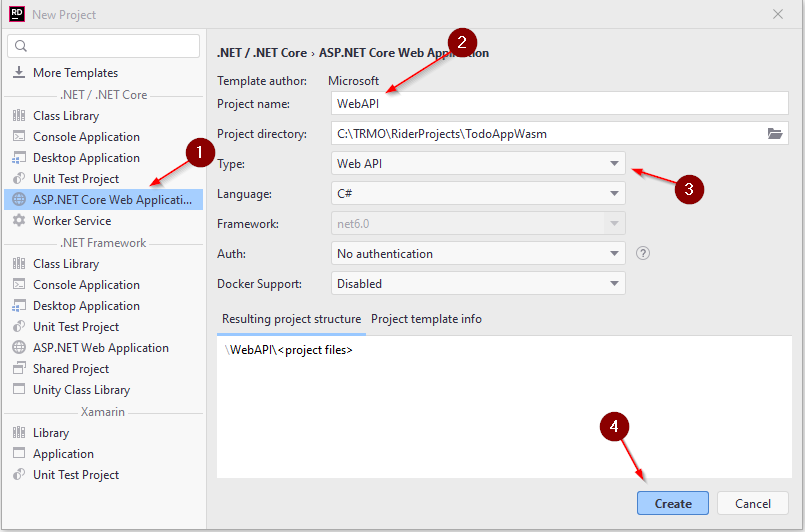 RD New Project
More Templates
.NET / .NET Core
Class Library
Console Application
Desktop Application
Unit Test Project
ASP.NET Core Web Applicati...
Worker Service
.NET Framework
Class Library
Console Application
Desktop Application
Unit Test Project
ASP.NET Web Application
Shared Project
Unity Class Library
Xamarin
Library
Application
Unit Test Project
1
.NET / .NET Core › ASP.NET Core Web Application
2
Template author: Microsoft
Project name: WebAPI
Project directory: C:\TRMO\RiderProjects\TodoAppWasm
Type: Web API
3
Language: C#
Framework: net6.0
Auth: No authentication ?
Docker Support: Disabled
Resulting project structure Project template info
\WebAPI\<project files>
4
Create Cancel